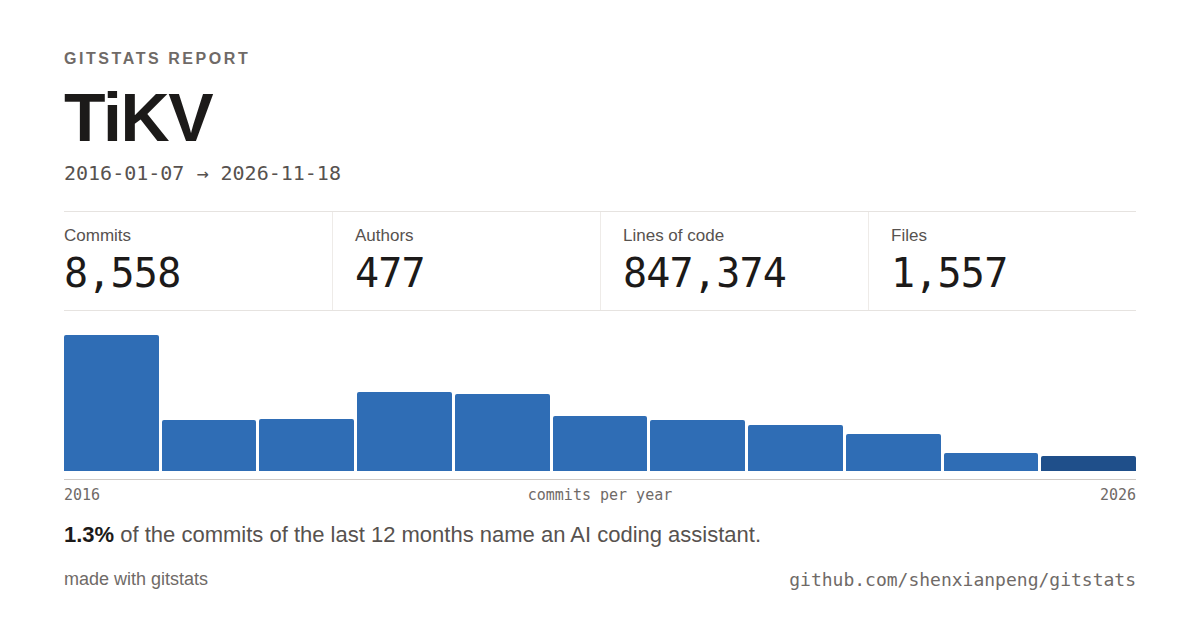 GITSTATS REPORT
TiKV
2016-01-07 → 2026-11-18
Commits
8,558
Authors
477
Lines of code
847,374
Files
1,557
2016
commits per year
2026
1.3% of the commits of the last 12 months name an AI coding assistant.
made with gitstats
github.com/shenxianpeng/gitstats